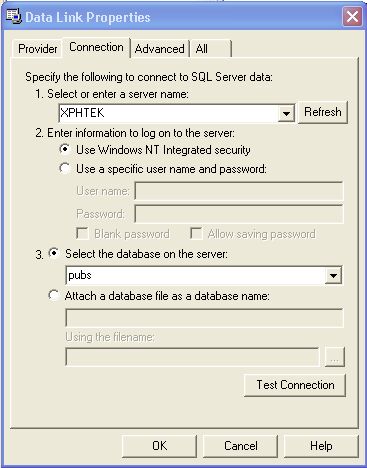 Data Link Properties
Provider Connection Advanced All
Specify the following to connect to SQL Server data:
1. Select or enter a server name:
XPHTEK Refresh
2. Enter information to log on to the server:
Use Windows NT Integrated security
Use a specific user name and password:
User name:
Password:
Blank password Allow saving password
3. Select the database on the server:
pubs
Attach a database file as a database name:
Using the filename:
...
Test Connection
OK Cancel Help